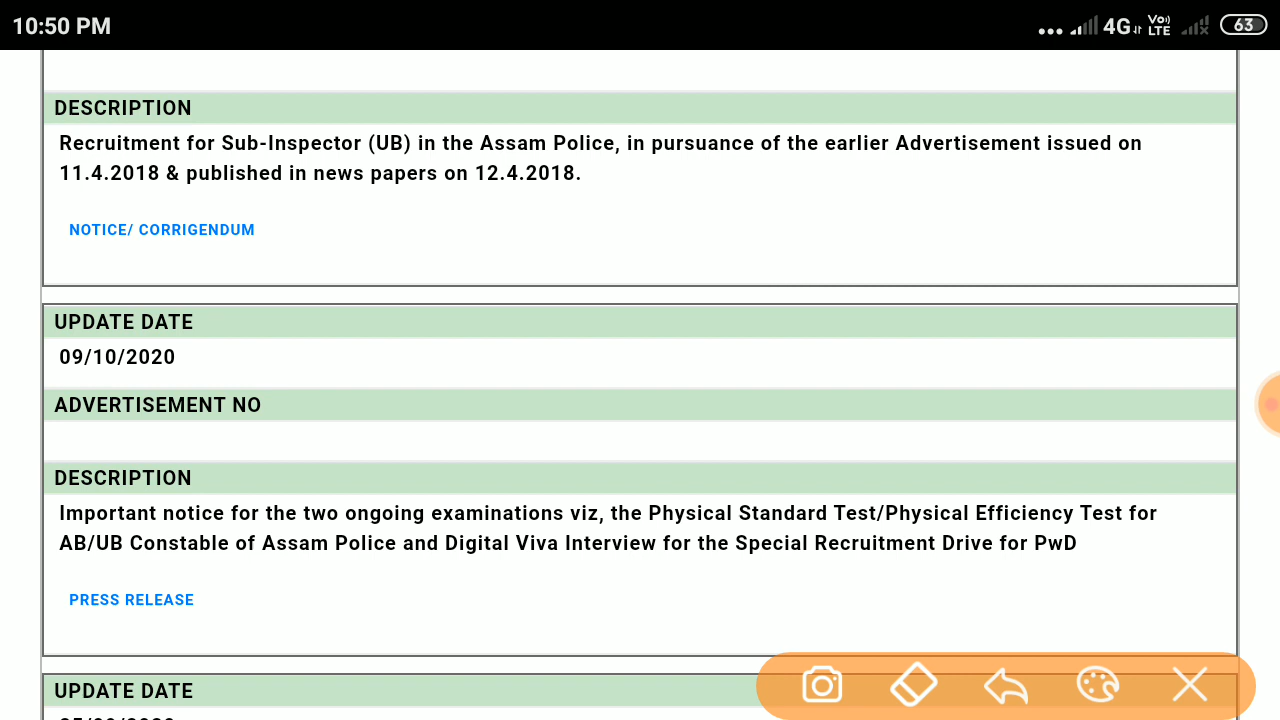 10:50 PM
4G
Vo)) LTE
63
DESCRIPTION
Recruitment for Sub-Inspector (UB) in the Assam Police, in pursuance of the earlier Advertisement issued on
11.4.2018 & published in news papers on 12.4.2018.
NOTICE/ CORRIGENDUM
UPDATE DATE
09/10/2020
ADVERTISEMENT NO
DESCRIPTION
Important notice for the two ongoing examinations viz, the Physical Standard Test/Physical Efficiency Test for
AB/UB Constable of Assam Police and Digital Viva Interview for the Special Recruitment Drive for PwD
PRESS RELEASE
UPDATE DATE